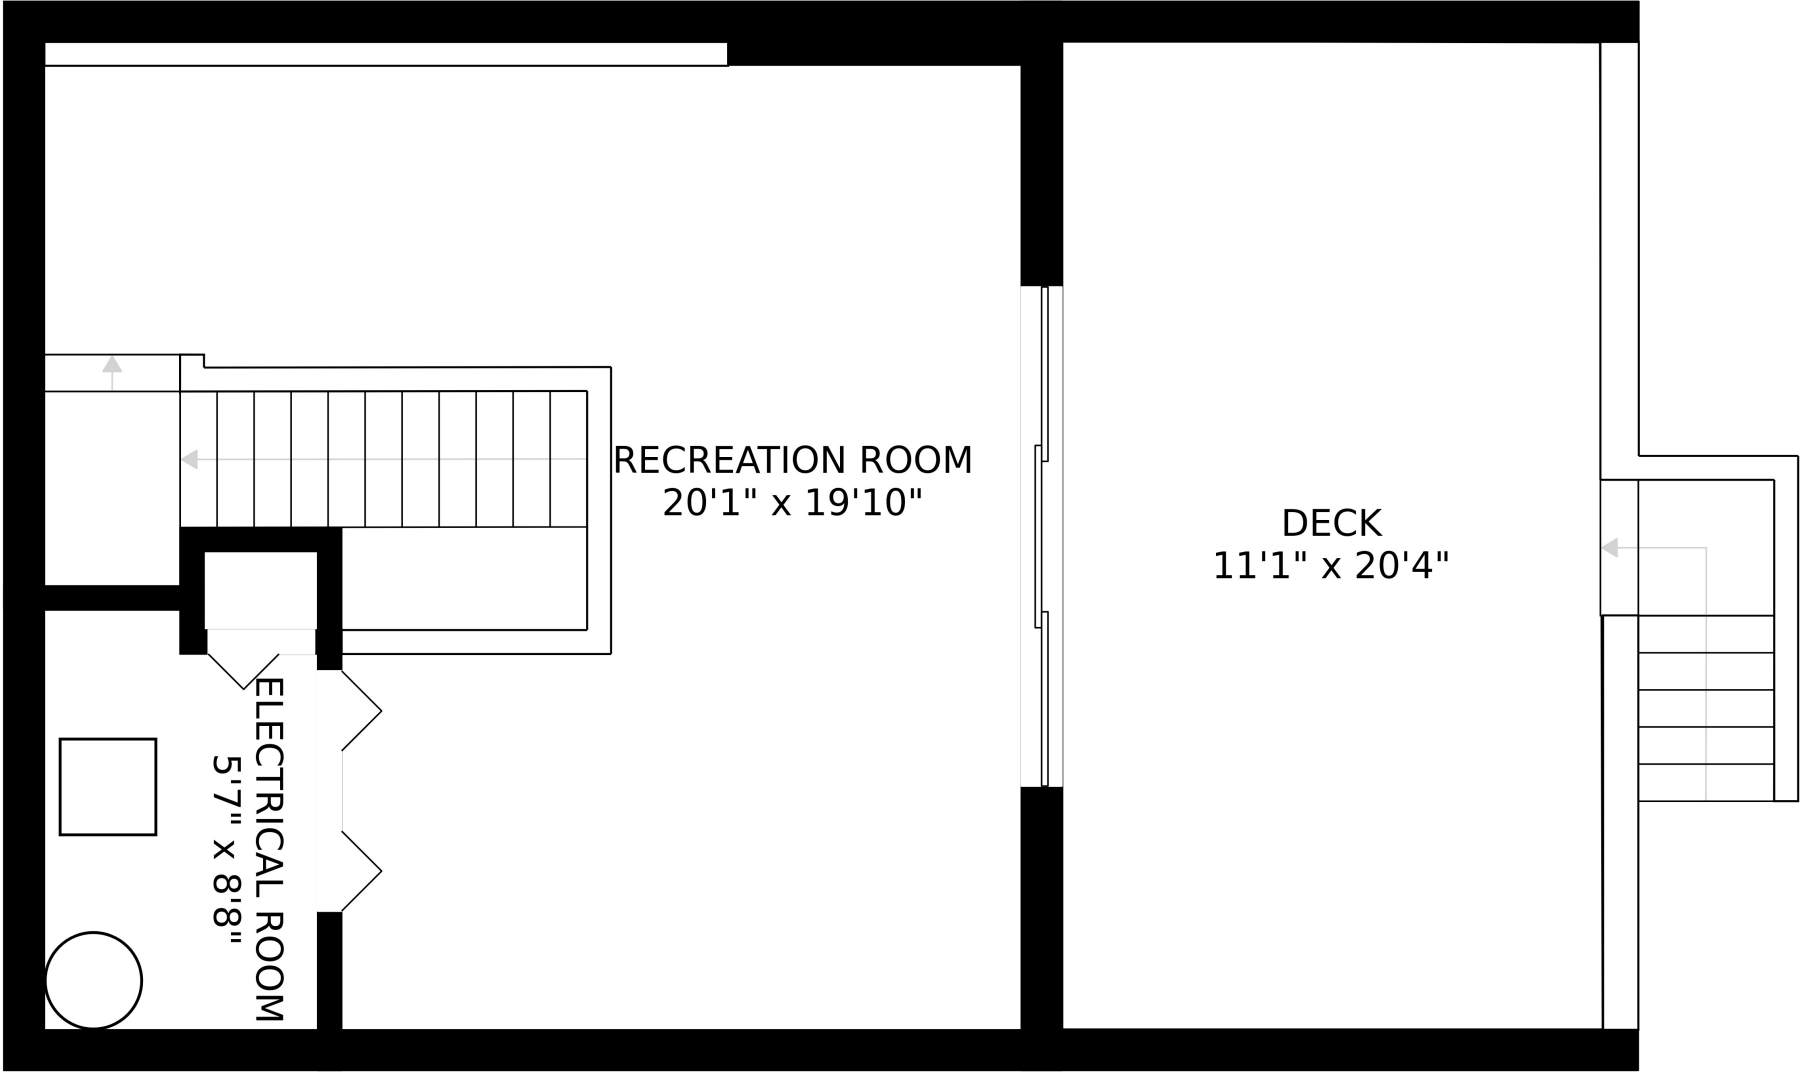 RECREATION ROOM
20'1" x 19'10"
DECK
11'1" x 20'4"
ELECTRICAL ROOM
5'7" x 8'8"